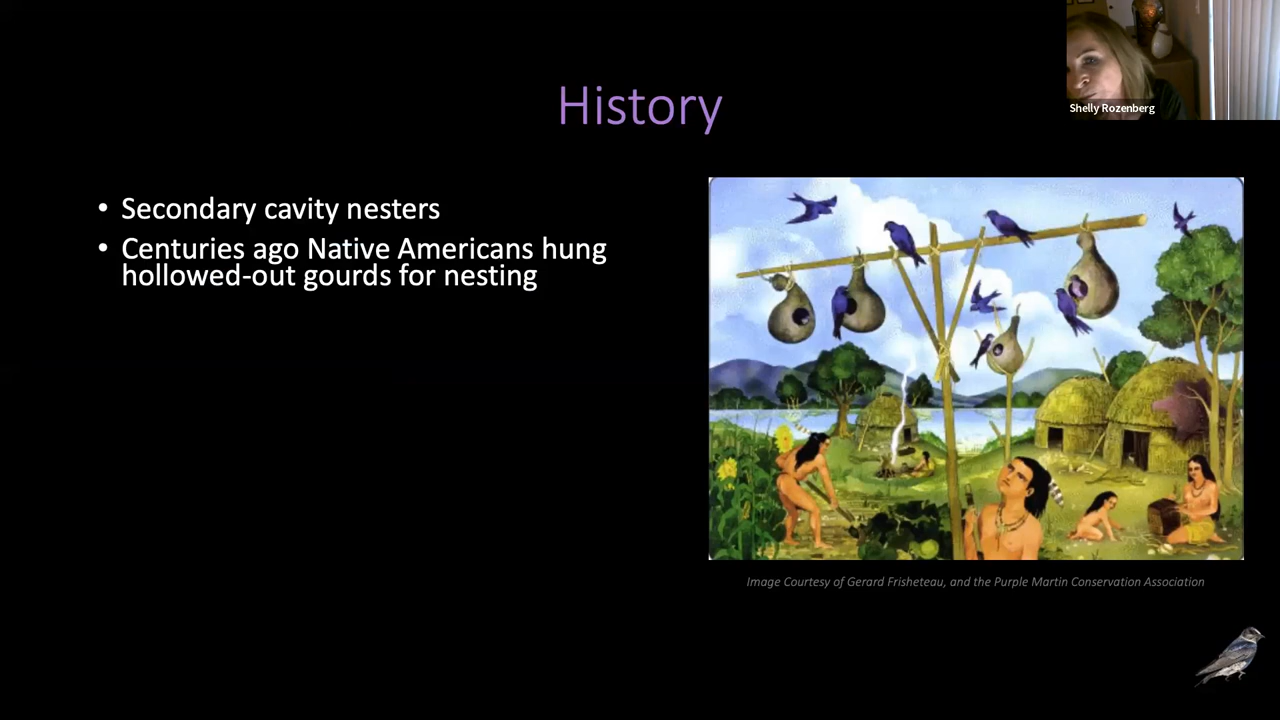 Shelly Rozenberg
History
• Secondary cavity nesters
• Centuries ago Native Americans hung
hollowed-out gourds for nesting
Image Courtesy of Gerard Frisheteau, and the Purple Martin Conservation Association